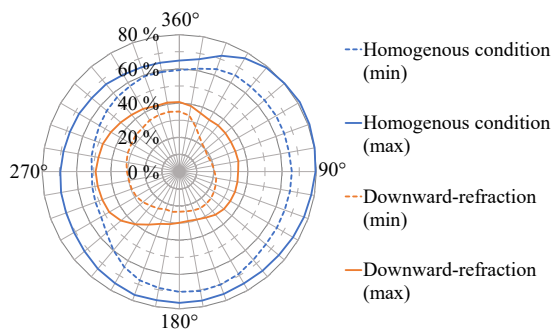 360°
80 %
60 %
40 %
20 %
0 %
270°
90°
180°
Homogenous condition
(min)
Homogenous condition
(max)
Downward-refraction
(min)
Downward-refraction
(max)